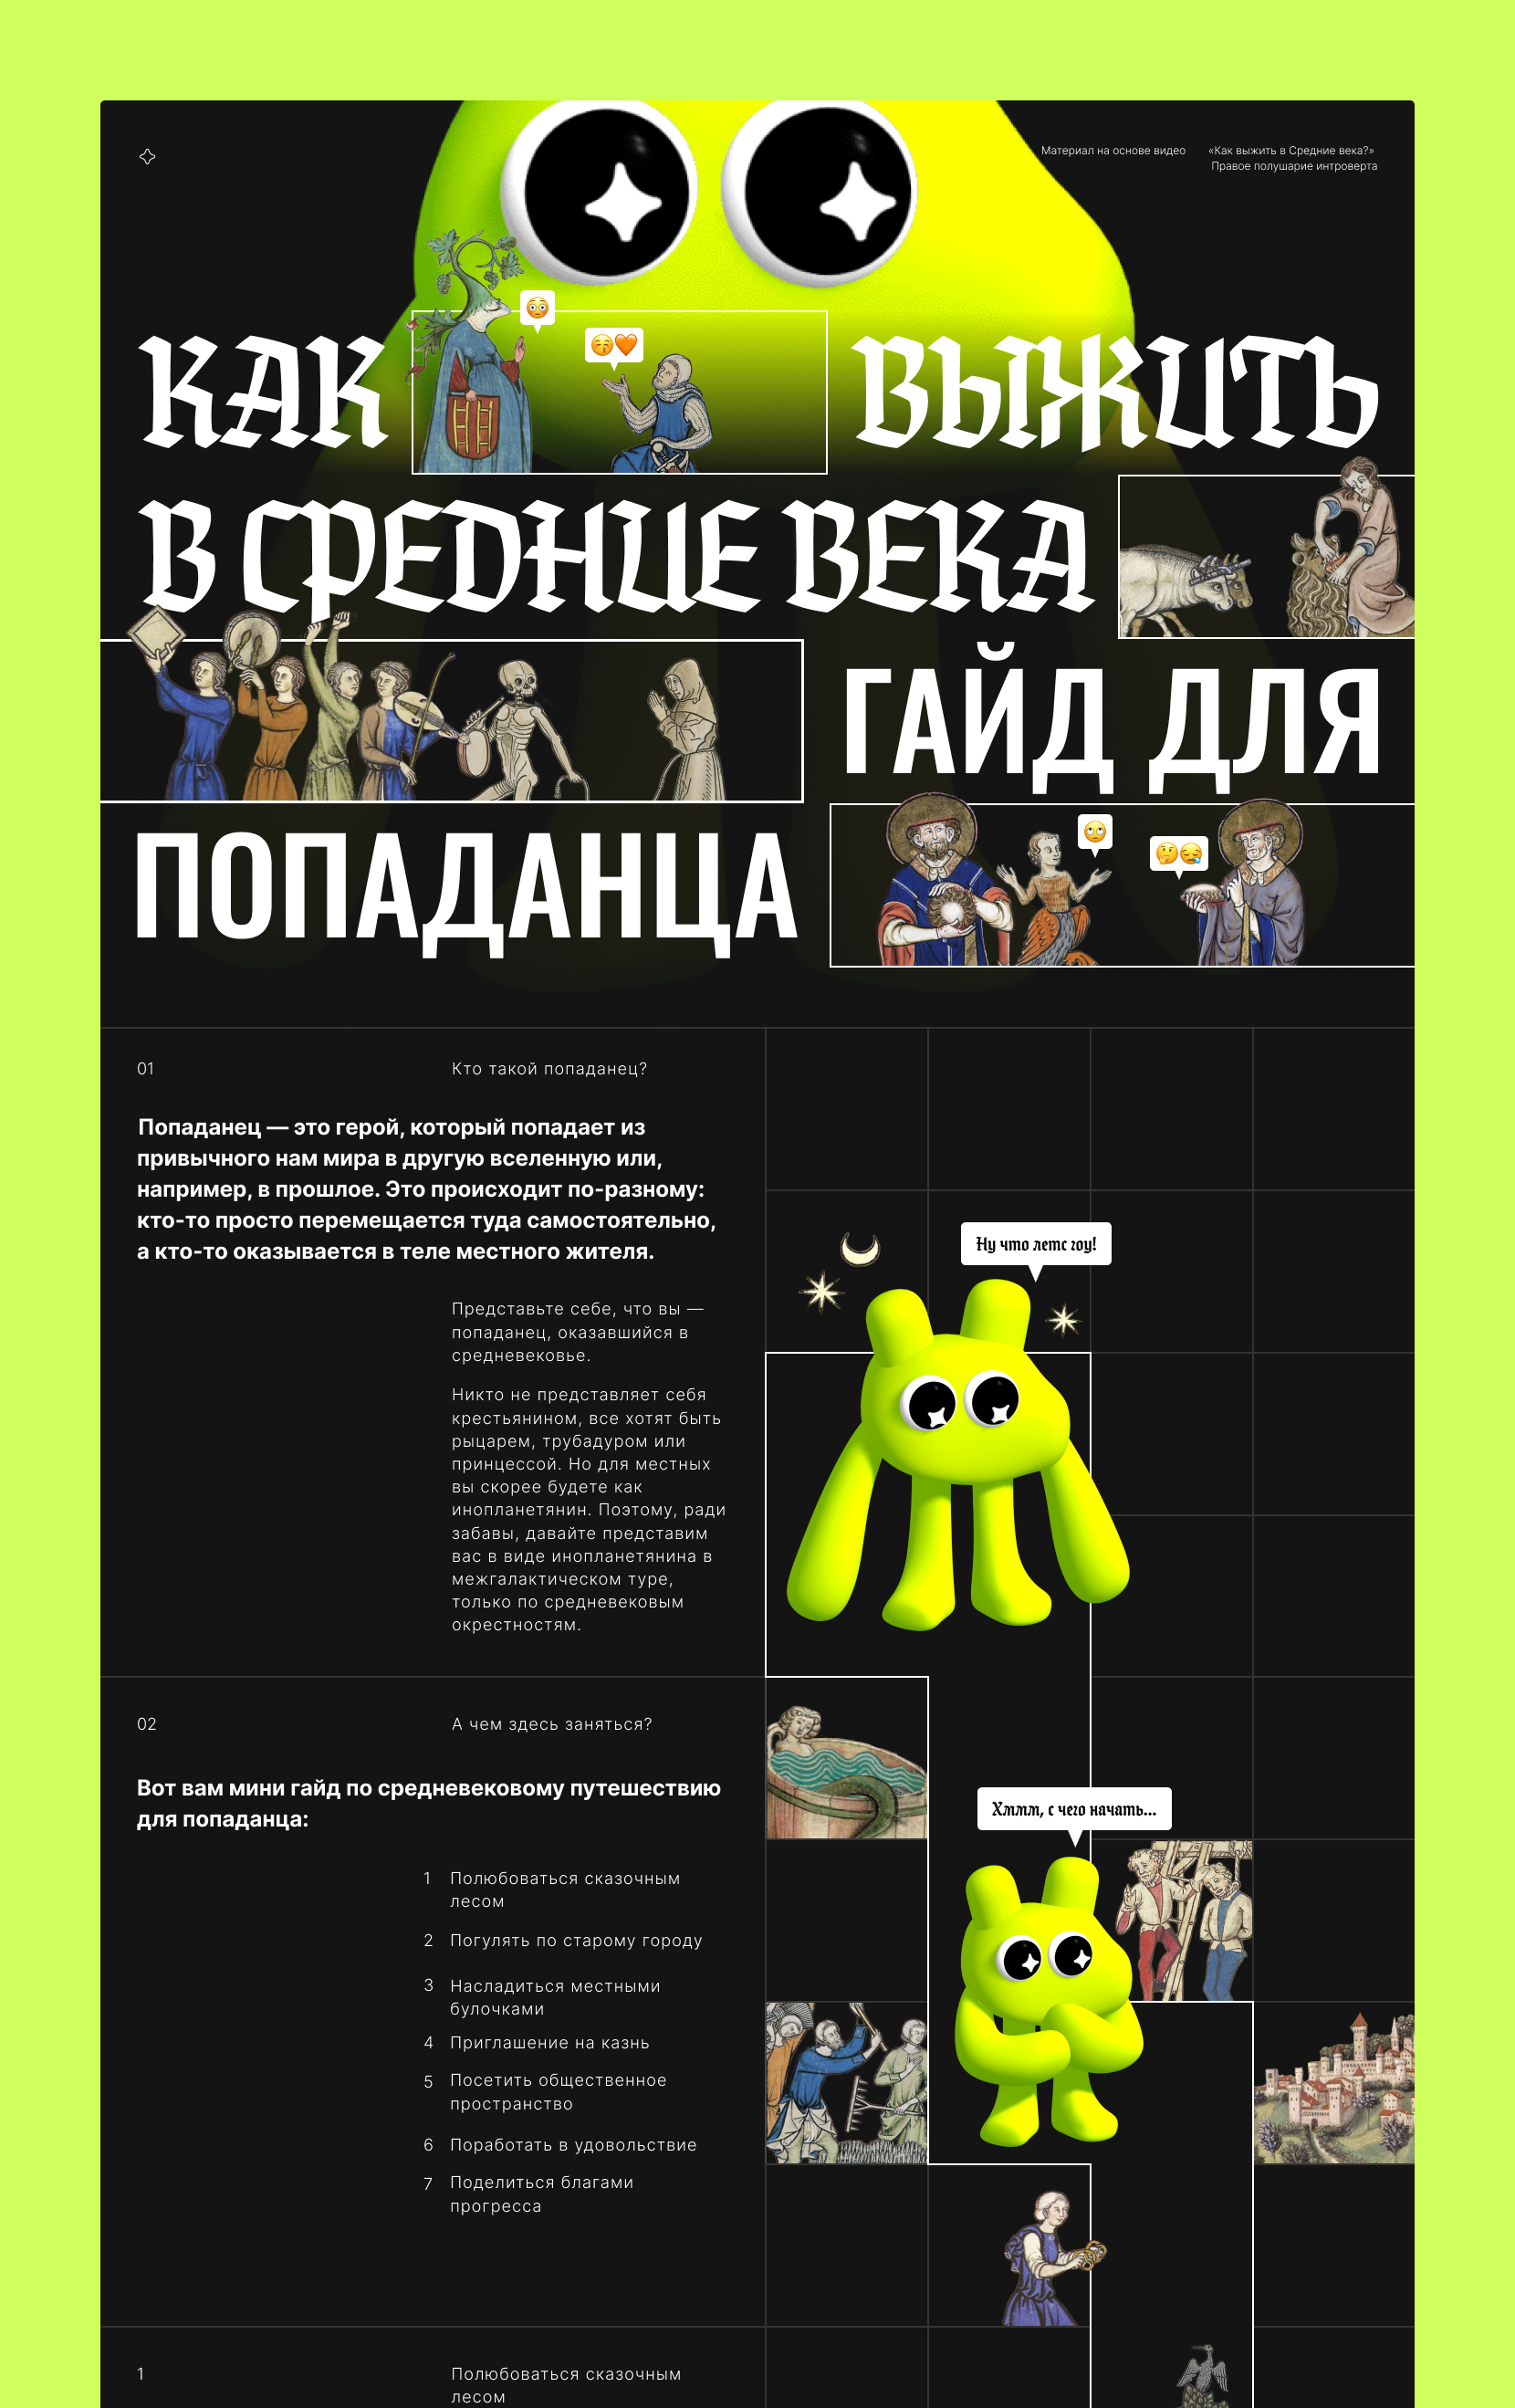 Материал на основе видео
«Как выжить в Средние века?»
Правое полушарие интроверта
КАК ВЫЖИТЬ
В СРЕДНИЕ ВЕКА
ГАЙД ДЛЯ
ПОПАДАНЦА
01
Кто такой попаданец?
Попаданец — это герой, который попадает из
привычного нам мира в другую вселенную или,
например, в прошлое. Это происходит по-разному:
кто-то просто перемещается туда самостоятельно,
а кто-то оказывается в теле местного жителя.
Ну что летс гоу!
Представьте себе, что вы —
попаданец, оказавшийся в
средневековье.
Никто не представляет себя
крестьянином, все хотят быть
рыцарем, трубадуром или
принцессой. Но для местных
вы скорее будете как
инопланетянин. Поэтому, ради
забавы, давайте представим
вас в виде инопланетянина в
межгалактическом туре,
только по средневековым
окрестностям.
02
А чем здесь заняться?
Вот вам мини гайд по средневековому путешествию
для попаданца:
Хммм, с чего начать...
1 Полюбоваться сказочным
лесом
2 Погулять по старому городу
3 Насладиться местными
булочками
4 Приглашение на казнь
5 Посетить общественное
пространство
6 Поработать в удовольствие
7 Поделиться благами
прогресса
1
Полюбоваться сказочным
лесом